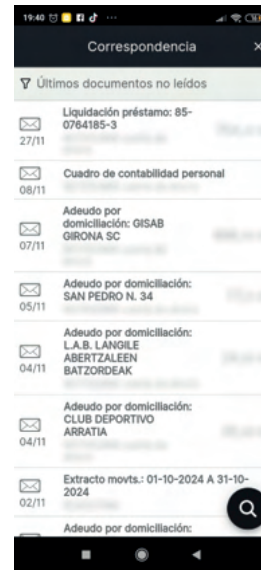 19:40
Correspondencia
Últimos documentos no leídos
Liquidación préstamo: 85-
0764185-3
27/11
Cuadro de contabilidad personal
08/11
Adeudo por
domiciliación: GISAB
GIRONA SC
07/11
Adeudo por domiciliación:
SAN PEDRO N. 34
05/11
Adeudo por domiciliación:
L.A.B. LANGILE
ABERTZALEEN
BATZORDEAK
04/11
Adeudo por domiciliación:
CLUB DEPORTIVO
ARRATIA
04/11
Extracto movts.: 01-10-2024 A 31-10-
2024
02/11
Adeudo por domiciliación: